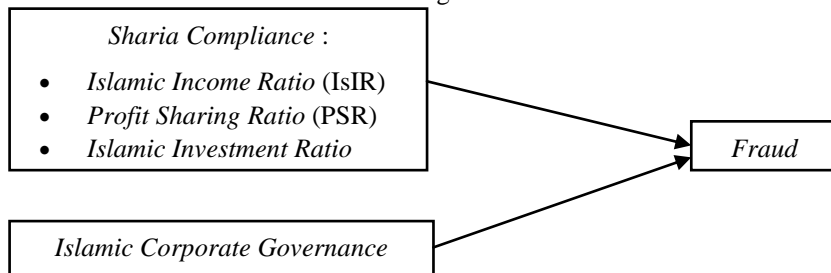 Sharia Compliance :
• Islamic Income Ratio (IsIR)
• Profit Sharing Ratio (PSR)
• Islamic Investment Ratio
Fraud
Islamic Corporate Governance